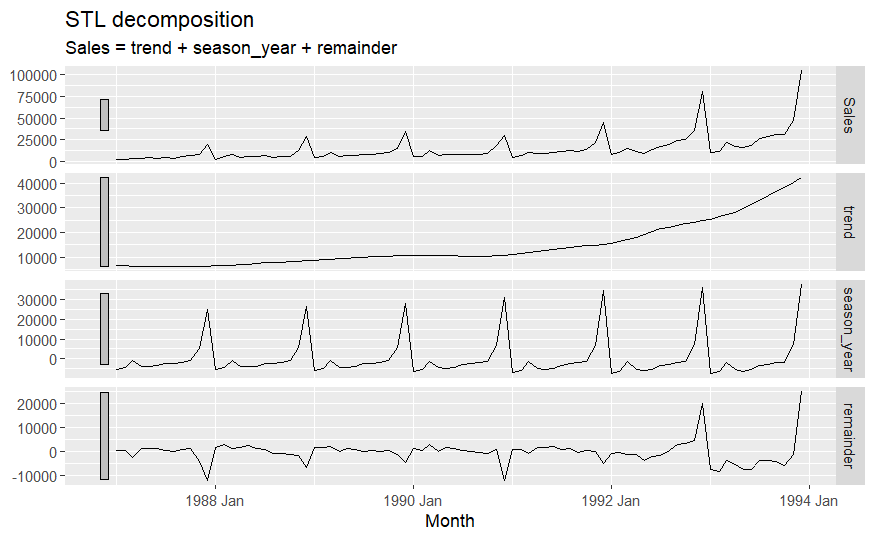 STL decomposition
Sales = trend + season_year + remainder
100000
75000
50000
25000
0
Sales
40000
30000
20000
10000
trend
30000
20000
10000
0
season_year
20000
10000
0
-10000
remainder
1988 Jan
1990 Jan
1992 Jan
1994 Jan
Month